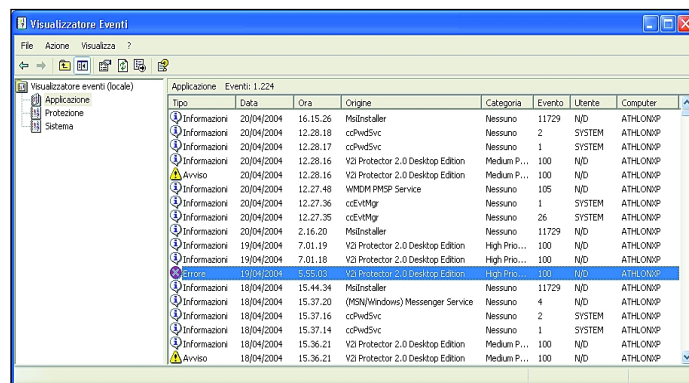 Visualizzatore Eventi
File Azione Visualizza ?
Visualizzatore eventi (locale)
Applicazione
Protezione
Sistema
Applicazione Eventi: 1.224
Tipo Data Ora Origine Categoria Evento Utente Computer
Informazioni 20/04/2004 16.15.26 MsiInstaller Nessuno 11729 N/D ATHLONXP
Informazioni 20/04/2004 12.28.18 ccPwdSvc Nessuno 2 SYSTEM ATHLONXP
Informazioni 20/04/2004 12.28.17 ccPwdSvc Nessuno 1 SYSTEM ATHLONXP
Informazioni 20/04/2004 12.28.16 V2i Protector 2.0 Desktop Edition Medium P... 100 N/D ATHLONXP
Avviso 20/04/2004 12.28.16 V2i Protector 2.0 Desktop Edition Medium P... 100 N/D ATHLONXP
Informazioni 20/04/2004 12.27.48 WMDM PMSP Service Nessuno 105 N/D ATHLONXP
Informazioni 20/04/2004 12.27.36 ccEvtMgr Nessuno 1 SYSTEM ATHLONXP
Informazioni 20/04/2004 12.27.35 ccEvtMgr Nessuno 26 SYSTEM ATHLONXP
Informazioni 20/04/2004 2.16.20 MsiInstaller Nessuno 11729 N/D ATHLONXP
Informazioni 19/04/2004 7.01.19 V2i Protector 2.0 Desktop Edition High Prio... 100 N/D ATHLONXP
Informazioni 19/04/2004 7.01.18 V2i Protector 2.0 Desktop Edition High Prio... 100 N/D ATHLONXP
Errore 19/04/2004 5.55.03 V2i Protector 2.0 Desktop Edition High Prio... 100 N/D ATHLONXP
Informazioni 18/04/2004 15.44.34 MsiInstaller Nessuno 11729 N/D ATHLONXP
Informazioni 18/04/2004 15.37.20 (MSN/Windows) Messenger Service Nessuno 4 N/D ATHLONXP
Informazioni 18/04/2004 15.37.16 ccPwdSvc Nessuno 2 SYSTEM ATHLONXP
Informazioni 18/04/2004 15.37.14 ccPwdSvc Nessuno 1 SYSTEM ATHLONXP
Informazioni 18/04/2004 15.36.21 V2i Protector 2.0 Desktop Edition Medium P... 100 N/D ATHLONXP
Avviso 18/04/2004 15.36.21 V2i Protector 2.0 Desktop Edition Medium P... 100 N/D ATHLONXP